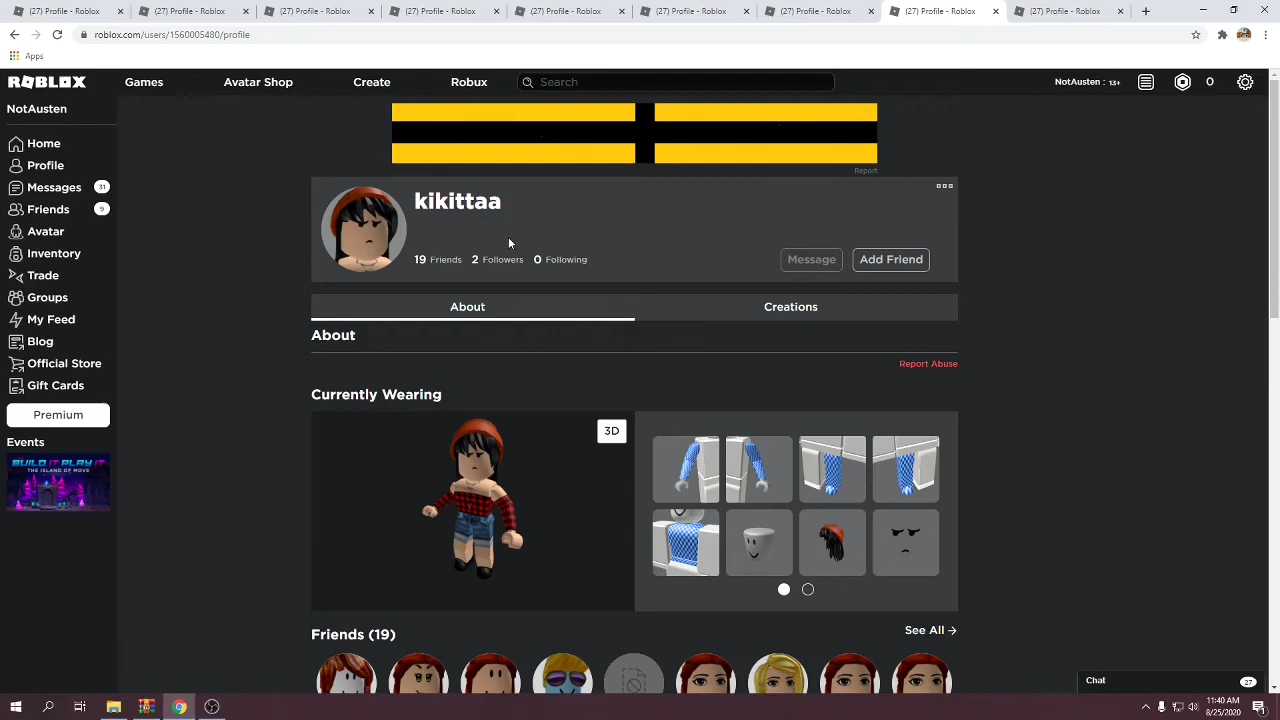 (27) Profile - Roblox
(27) Profile - Roblox
(27) Profile - Roblox
(27) Profile - Roblox
(27) Profile - Roblox
(27) Profile - Roblox
(27) Profile - Roblox
(27) Profile - Roblox
(27) Profile - Roblox
roblox.com/users/1560005480/profile
Apps
ROBLOX
Games
Avatar Shop
Create
Robux
Search
NotAusten : 13+
0
NotAusten
Home
Profile
Messages 31
Friends 9
Avatar
Inventory
Trade
Groups
My Feed
Blog
Official Store
Gift Cards
Premium
Events
BUILD IT PLAY IT
THE ISLAND OF MOVE
Report
kikittaa
19 Friends 2 Followers 0 Following
Message
Add Friend
About
Creations
About
Report Abuse
Currently Wearing
3D
Friends (19)
See All
Chat 27
11:40 AM
8/25/2020